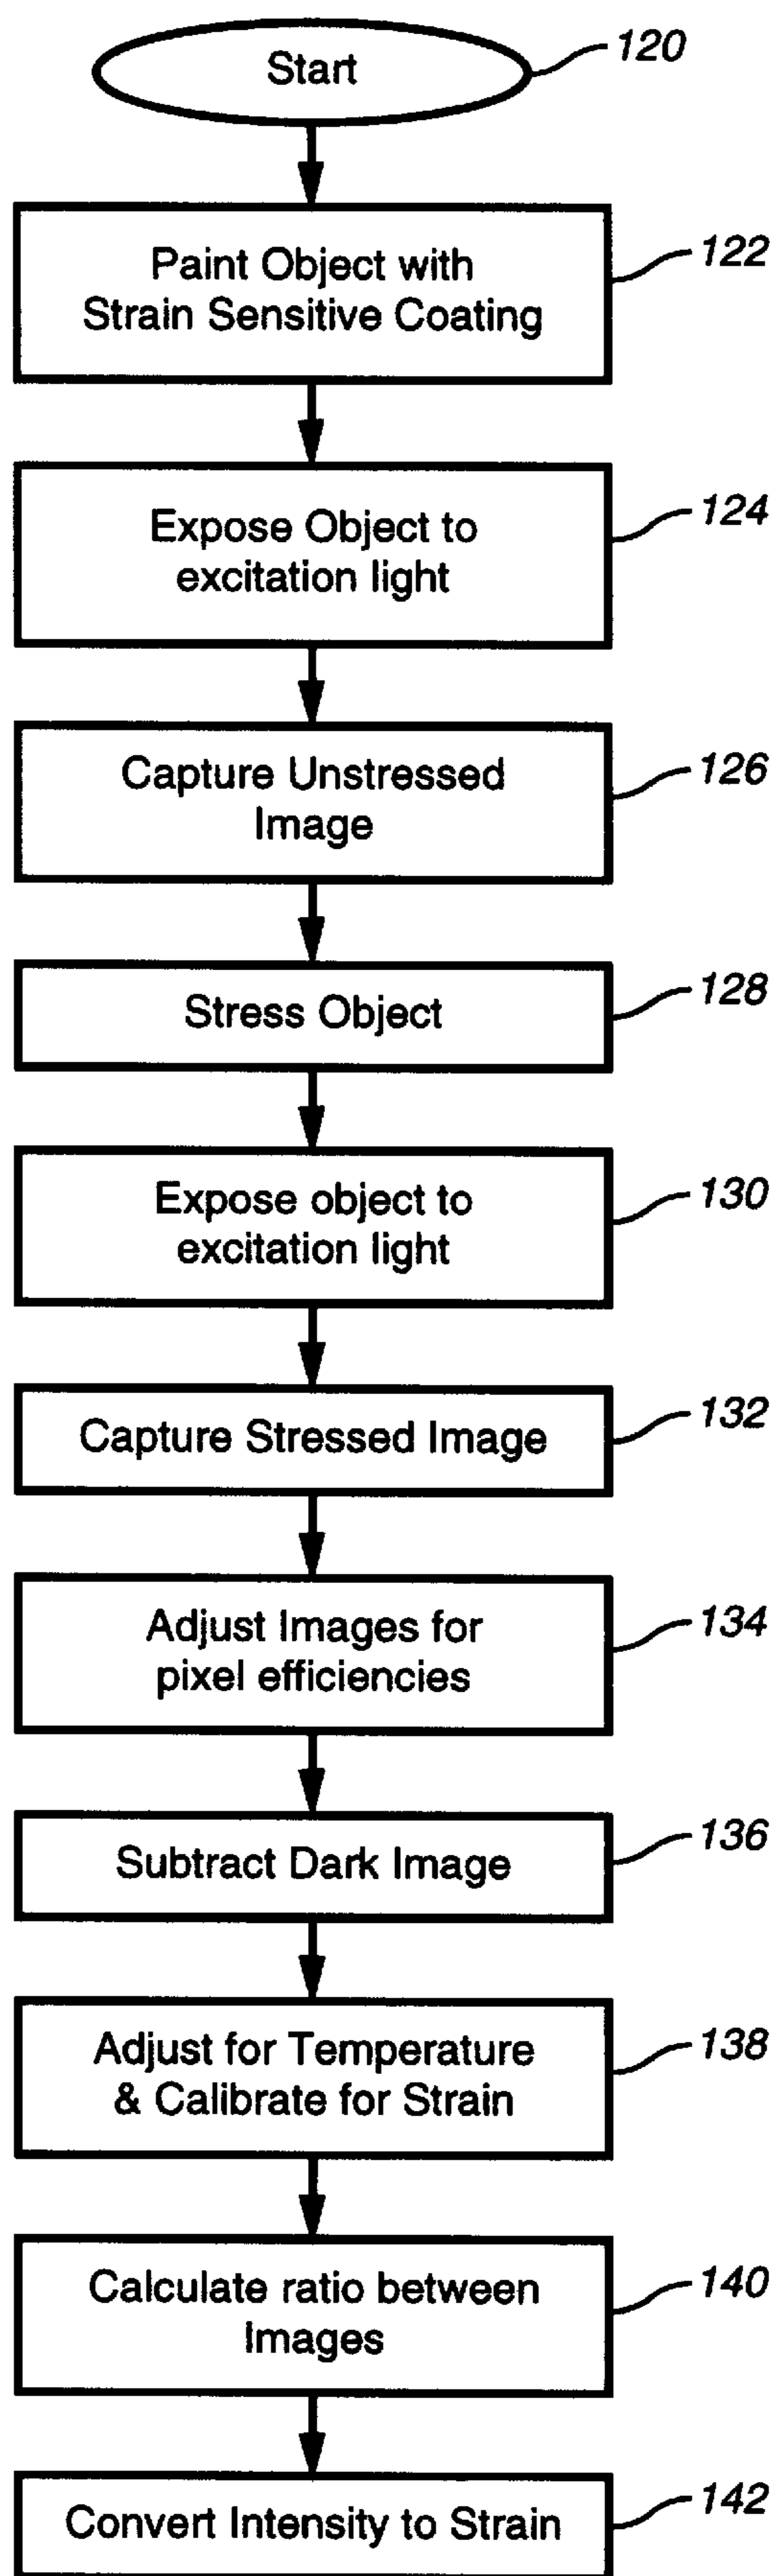 Start
120
Paint Object with
Strain Sensitive Coating
122
Expose Object to
excitation light
124
Capture Unstressed
Image
126
Stress Object
128
Expose object to
excitation light
130
Capture Stressed Image
132
Adjust Images for
pixel efficiencies
134
Subtract Dark Image
136
Adjust for Temperature
& Calibrate for Strain
138
Calculate ratio between
Images
140
Convert Intensity to Strain
142